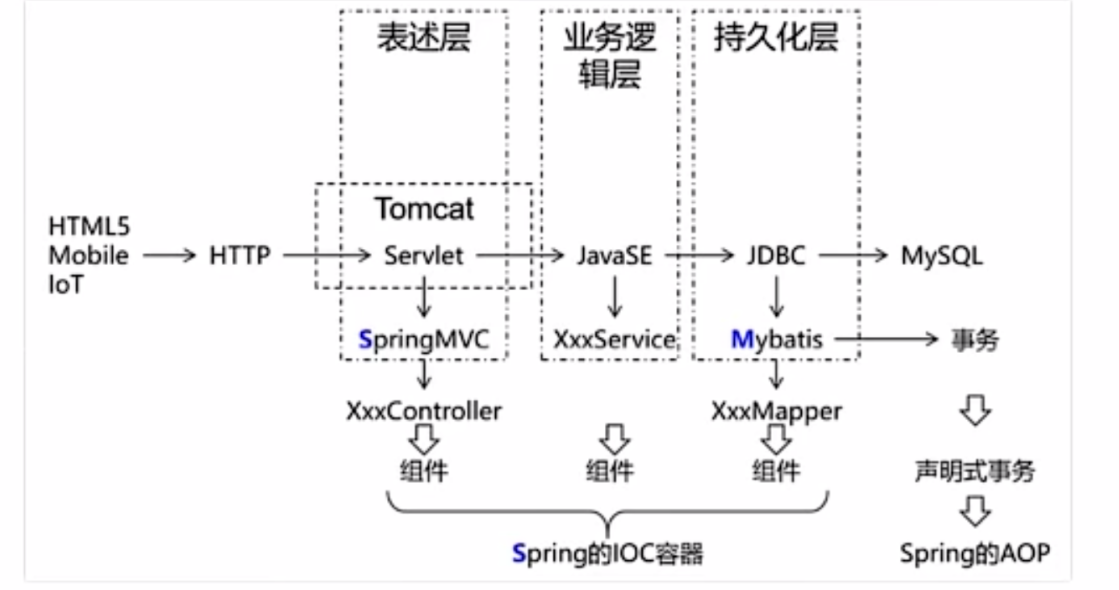 表述层
业务逻
辑层
持久化层
Tomcat
HTML5
Mobile
IoT
HTTP
Servlet
JavaSE
JDBC
MySQL
SpringMVC
XxxService
Mybatis
事务
XxxController
XxxMapper
组件
组件
组件
声明式事务
Spring的IOC容器
Spring的AOP